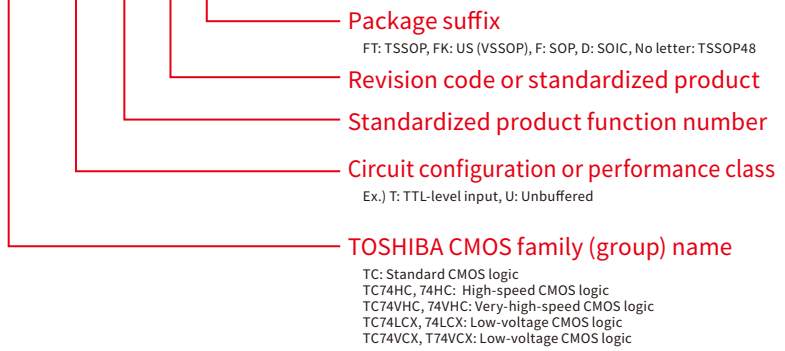 Package suffix
FT: TSSOP, FK: US (VSSOP), F: SOP, D: SOIC, No letter: TSSOP48
Revision code or standardized product
Standardized product function number
Circuit configuration or performance class
Ex.) T: TTL-level input, U: Unbuffered
TOSHIBA CMOS family (group) name
TC: Standard CMOS logic
TC74HC, 74HC: High-speed CMOS logic
TC74VHC, 74VHC: Very-high-speed CMOS logic
TC74LCX, 74LCX: Low-voltage CMOS logic
TC74VCX, T74VCX: Low-voltage CMOS logic